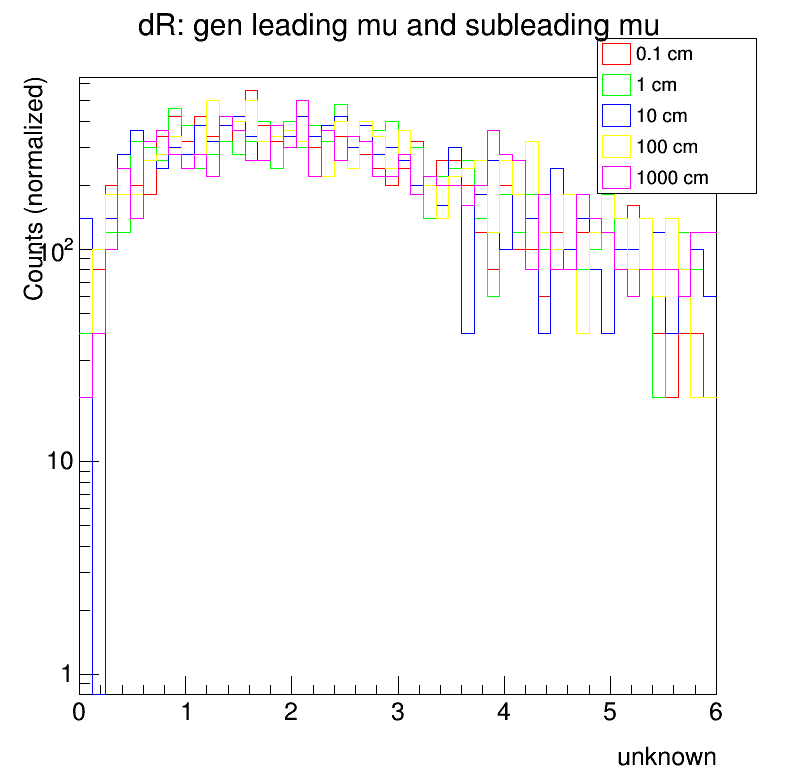 dR: gen leading mu and subleading mu
0.1 cm
1 cm
10 cm
100 cm
1000 cm
Counts (normalized)
10²
10
1
0 1 2 3 4 5 6
unknown